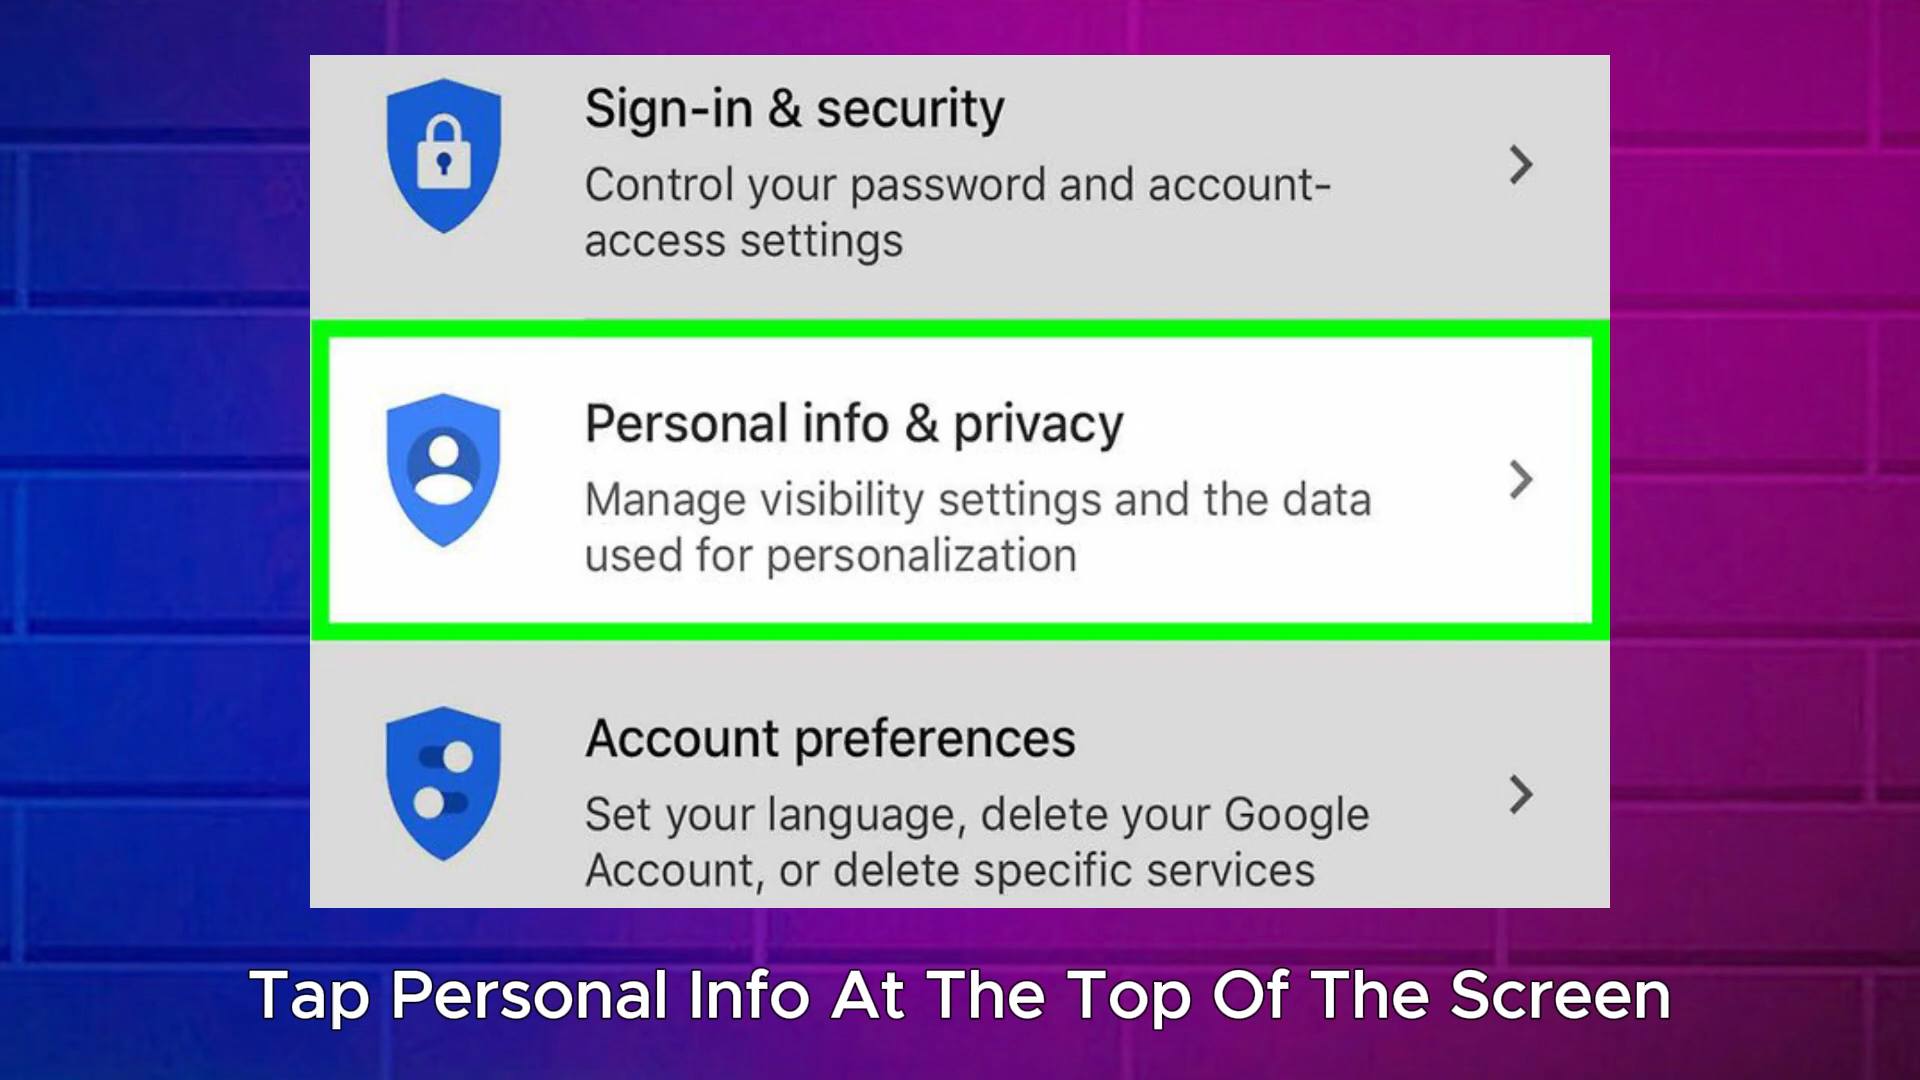 Sign-in & security
Control your password and account-
access settings
Personal info & privacy
Manage visibility settings and the data
used for personalization
Account preferences
Set your language, delete your Google
Account, or delete specific services
Tap Personal Info At The Top Of The Screen